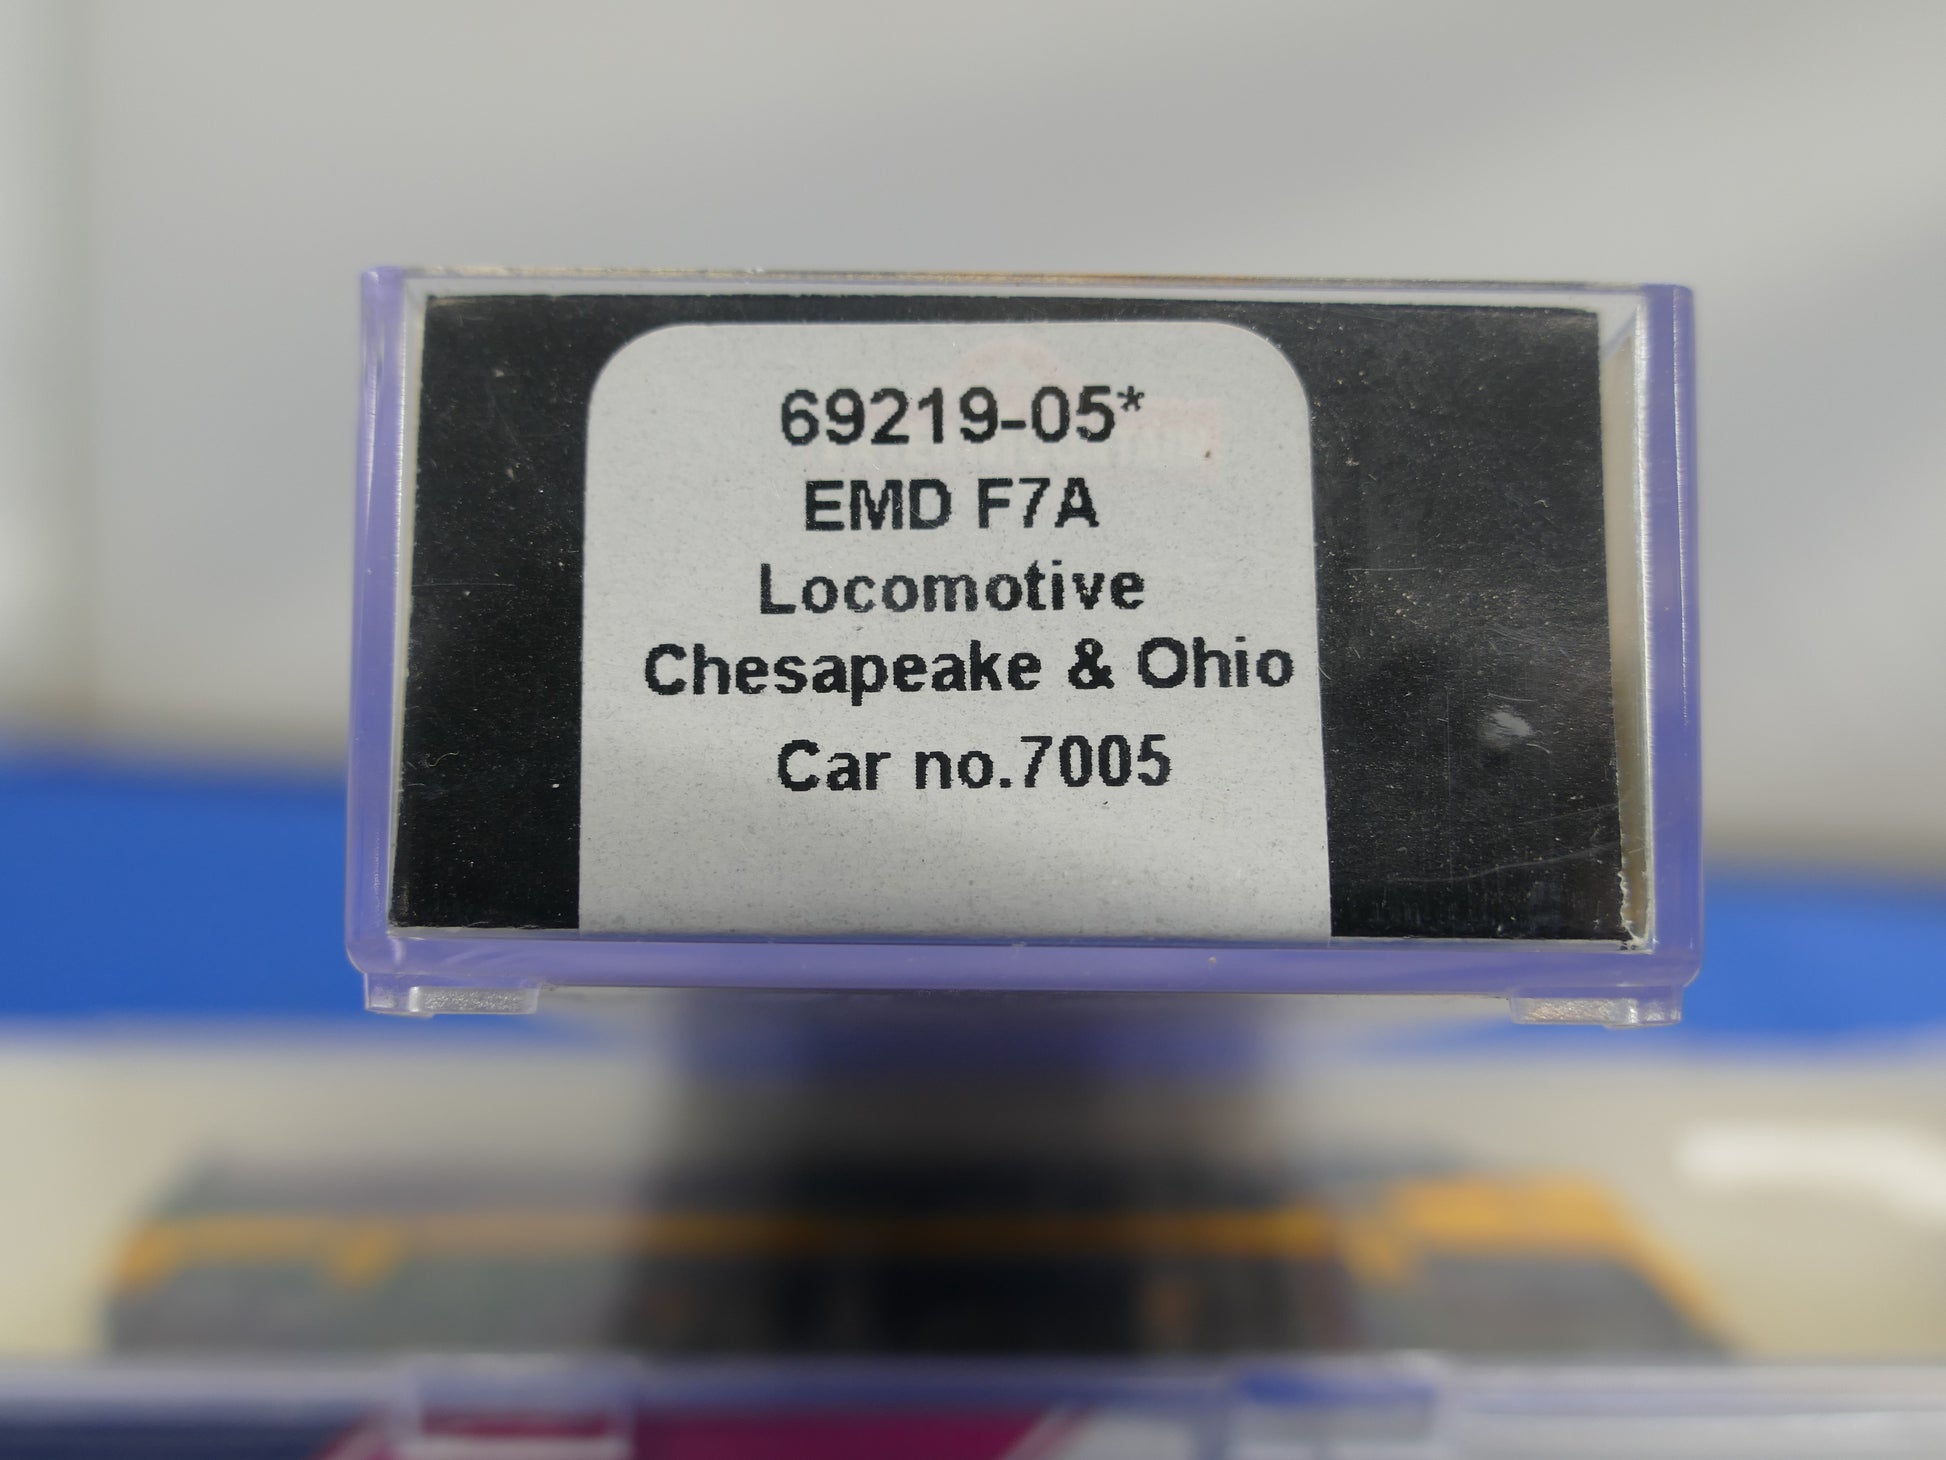 69219-05*
EMD F7A
Locomotive
Chesapeake & Ohio
Car no.7005